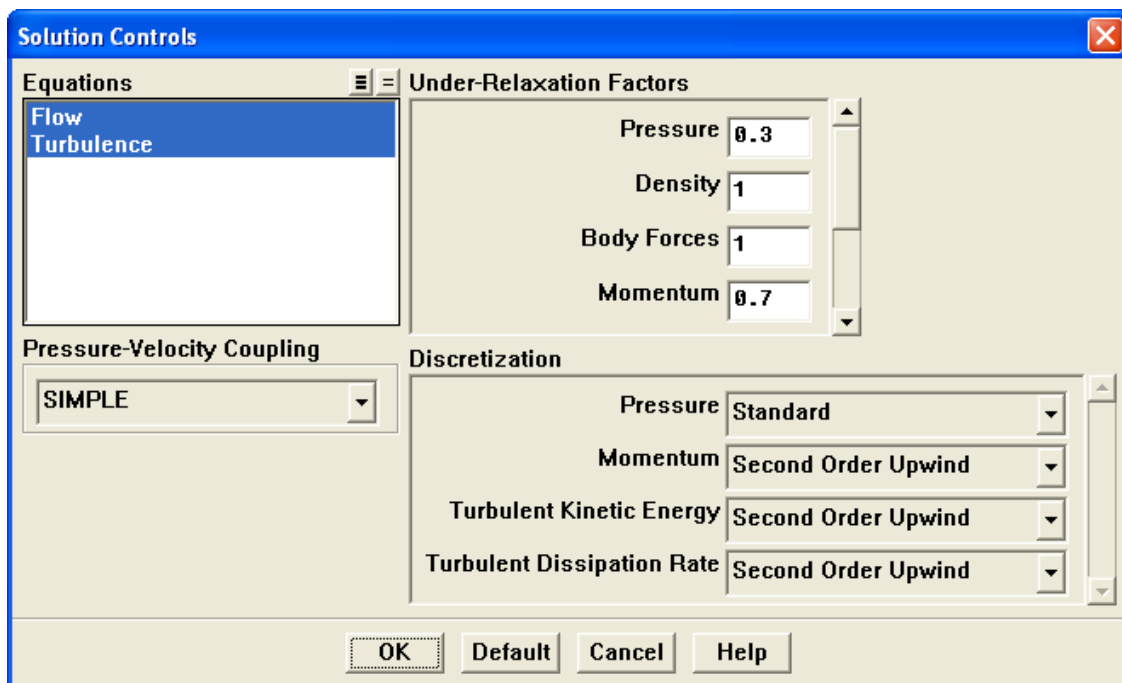 Solution Controls
Equations
Flow
Turbulence
Pressure-Velocity Coupling
SIMPLE
Under-Relaxation Factors
Pressure 0.3
Density 1
Body Forces 1
Momentum 0.7
Discretization
Pressure Standard
Momentum Second Order Upwind
Turbulent Kinetic Energy Second Order Upwind
Turbulent Dissipation Rate Second Order Upwind
OK Default Cancel Help